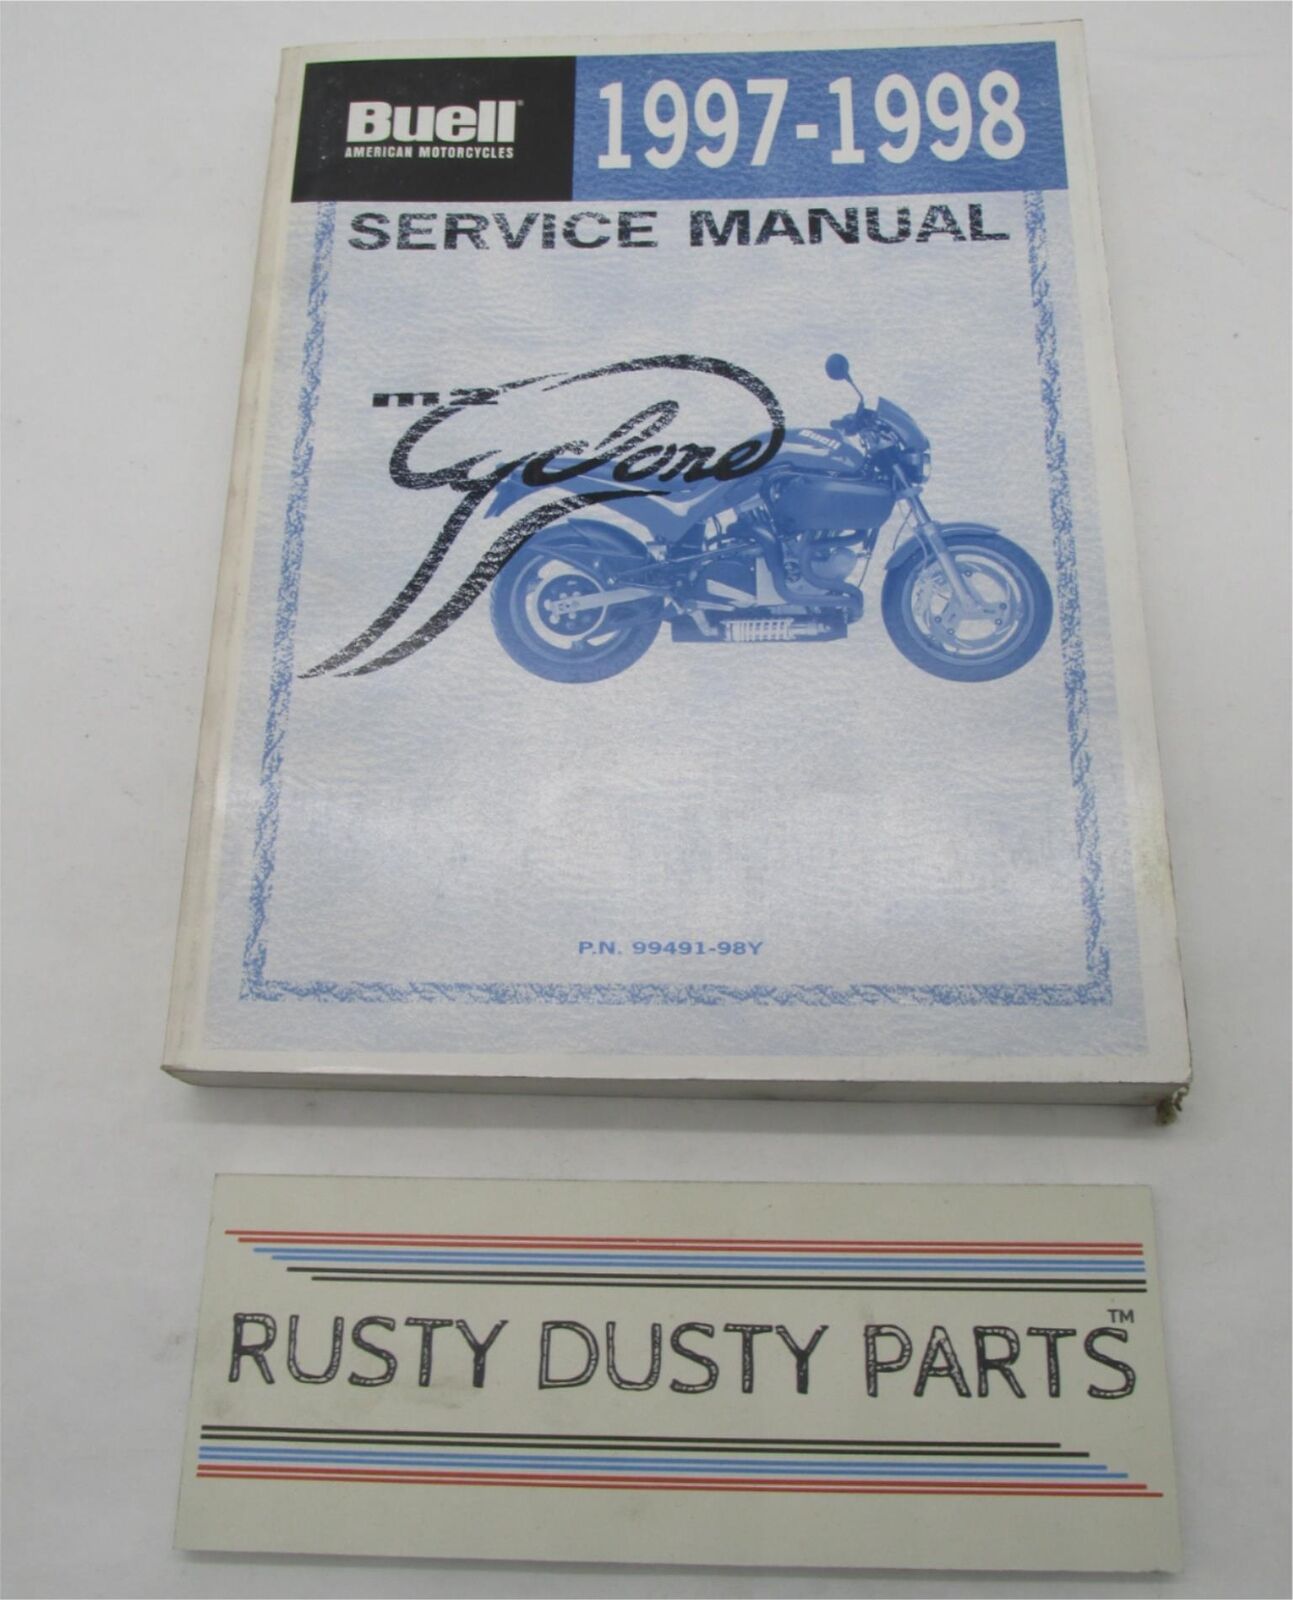 Buell®
AMERICAN MOTORCYCLES
1997-1998
SERVICE MANUAL
m2
Cyclone
Buell
P.N. 99491-98Y
RUSTY DUSTY PARTS™